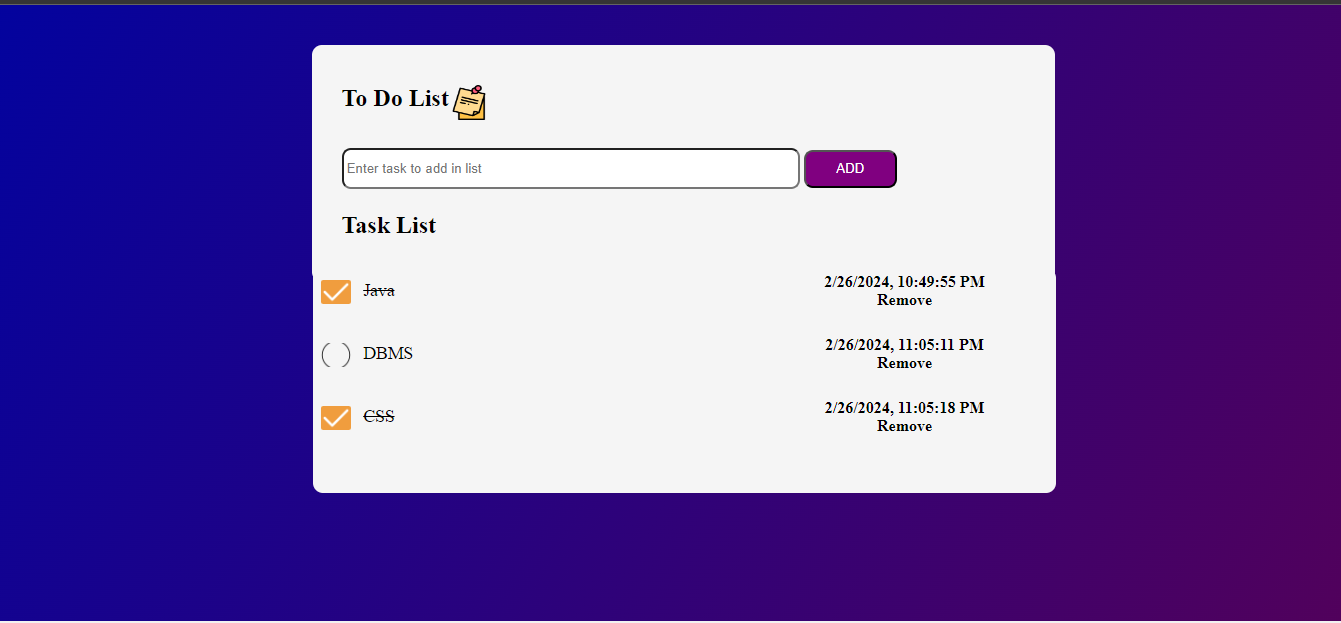 To Do List
Enter task to add in list
ADD
Task List
Java
2/26/2024, 10:49:55 PM
Remove
DBMS
2/26/2024, 11:05:11 PM
Remove
CSS
2/26/2024, 11:05:18 PM
Remove